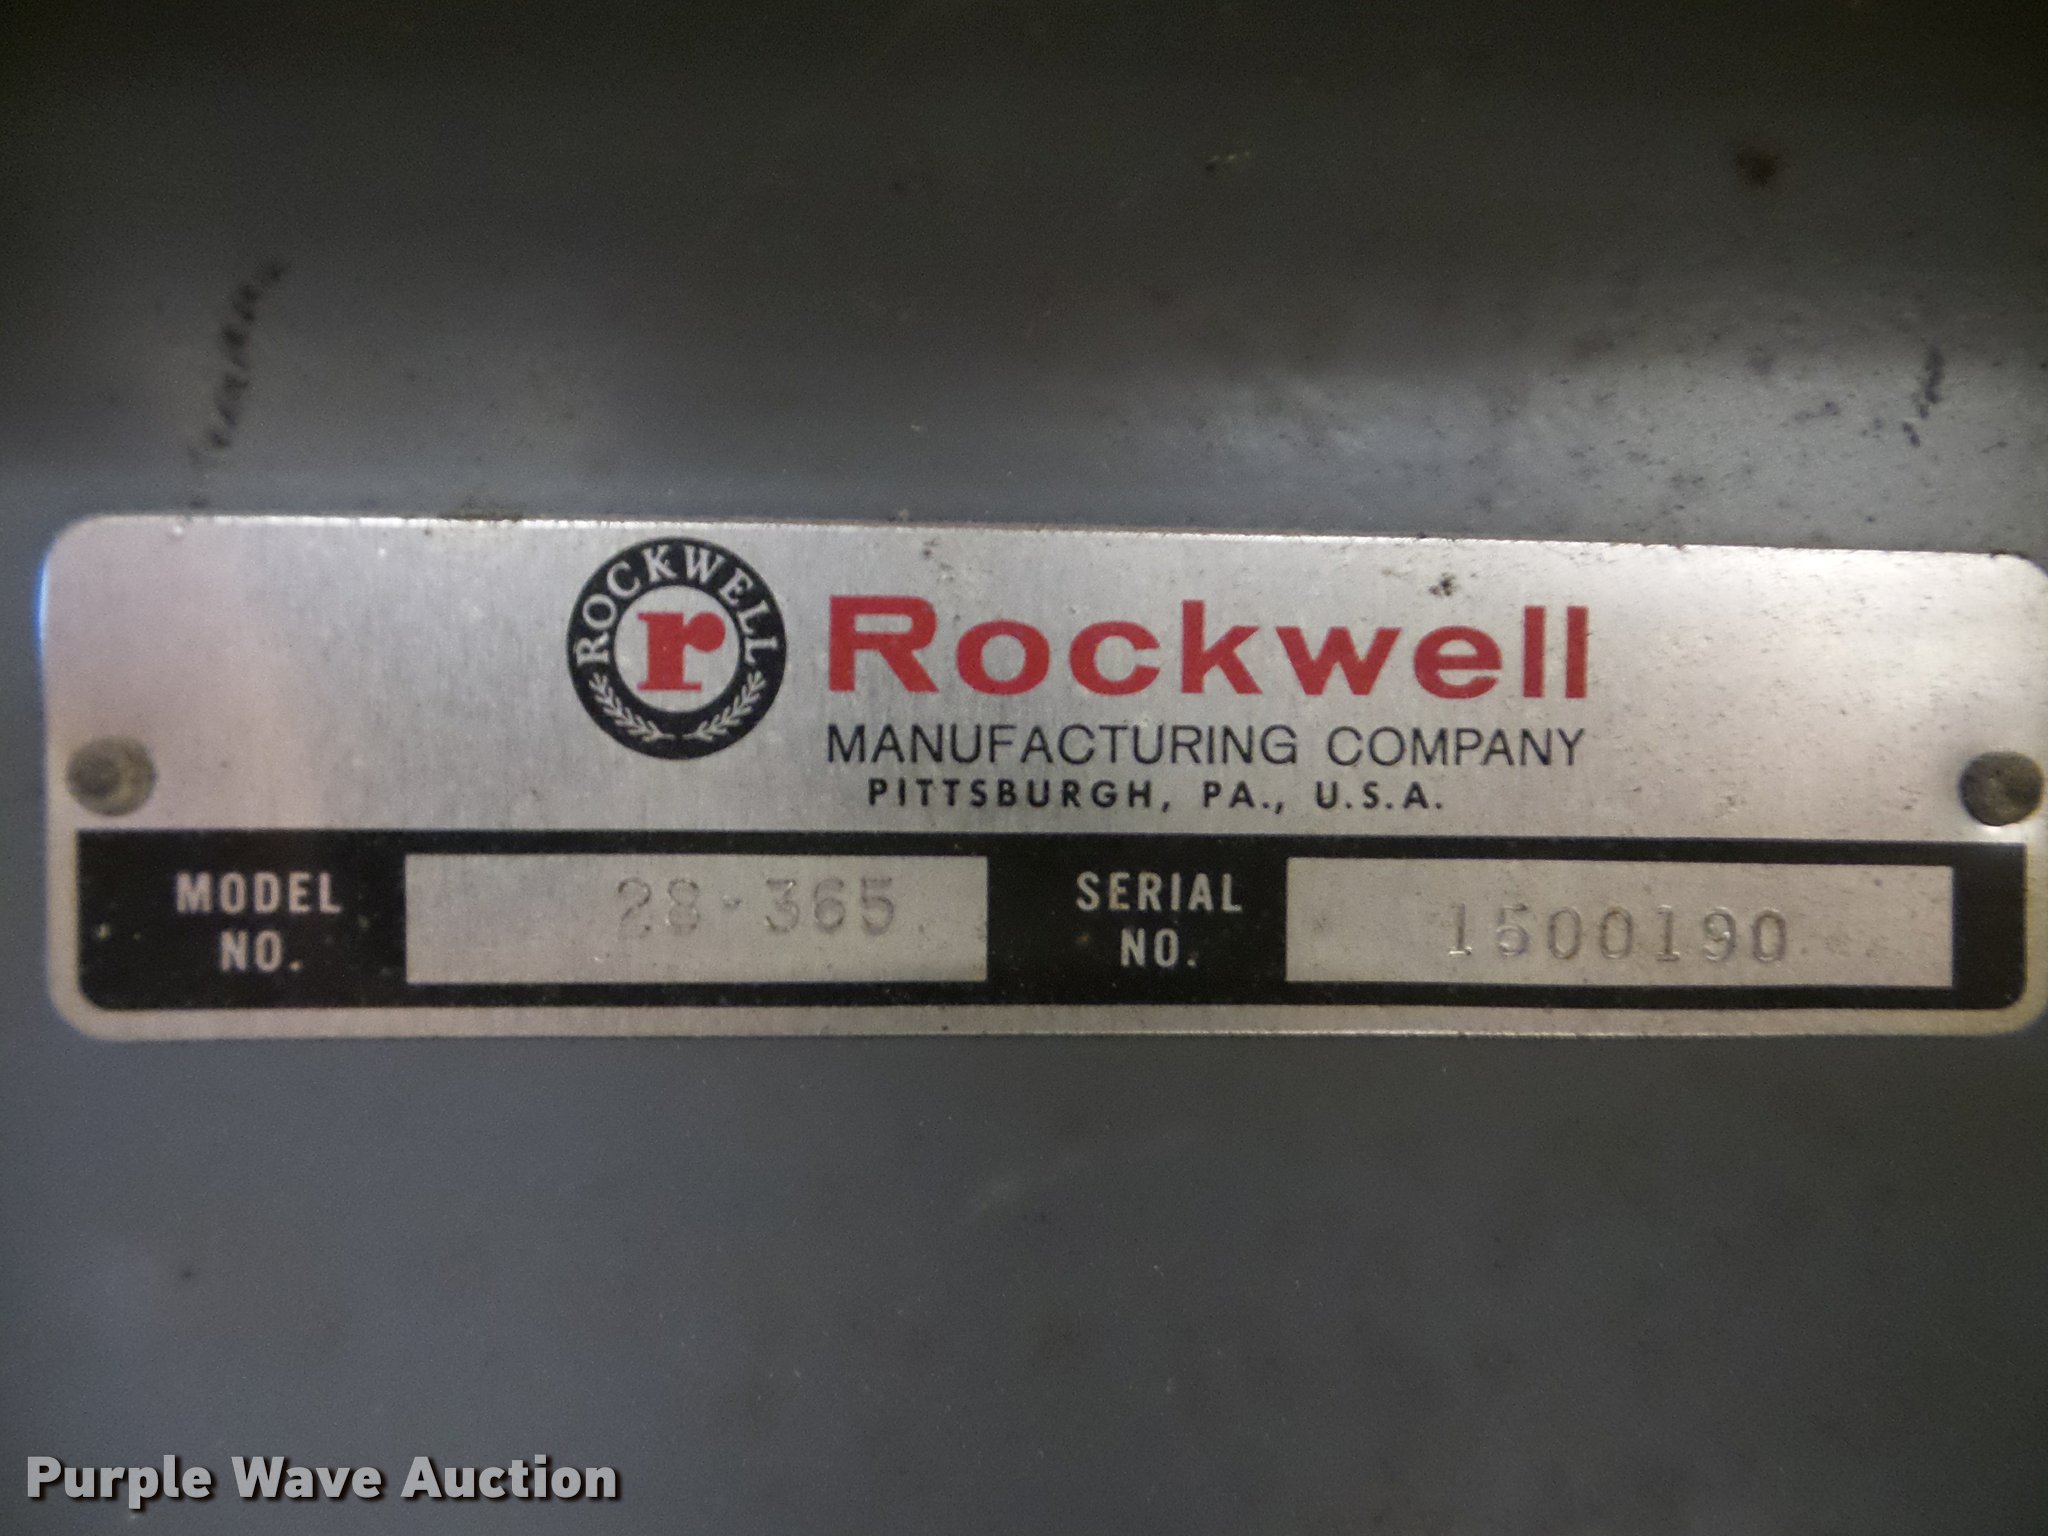 ROCKWELL
r
Rockwell
MANUFACTURING COMPANY
PITTSBURGH, PA., U.S.A.
MODEL NO. 28-365
SERIAL NO. 1500190
Purple Wave Auction